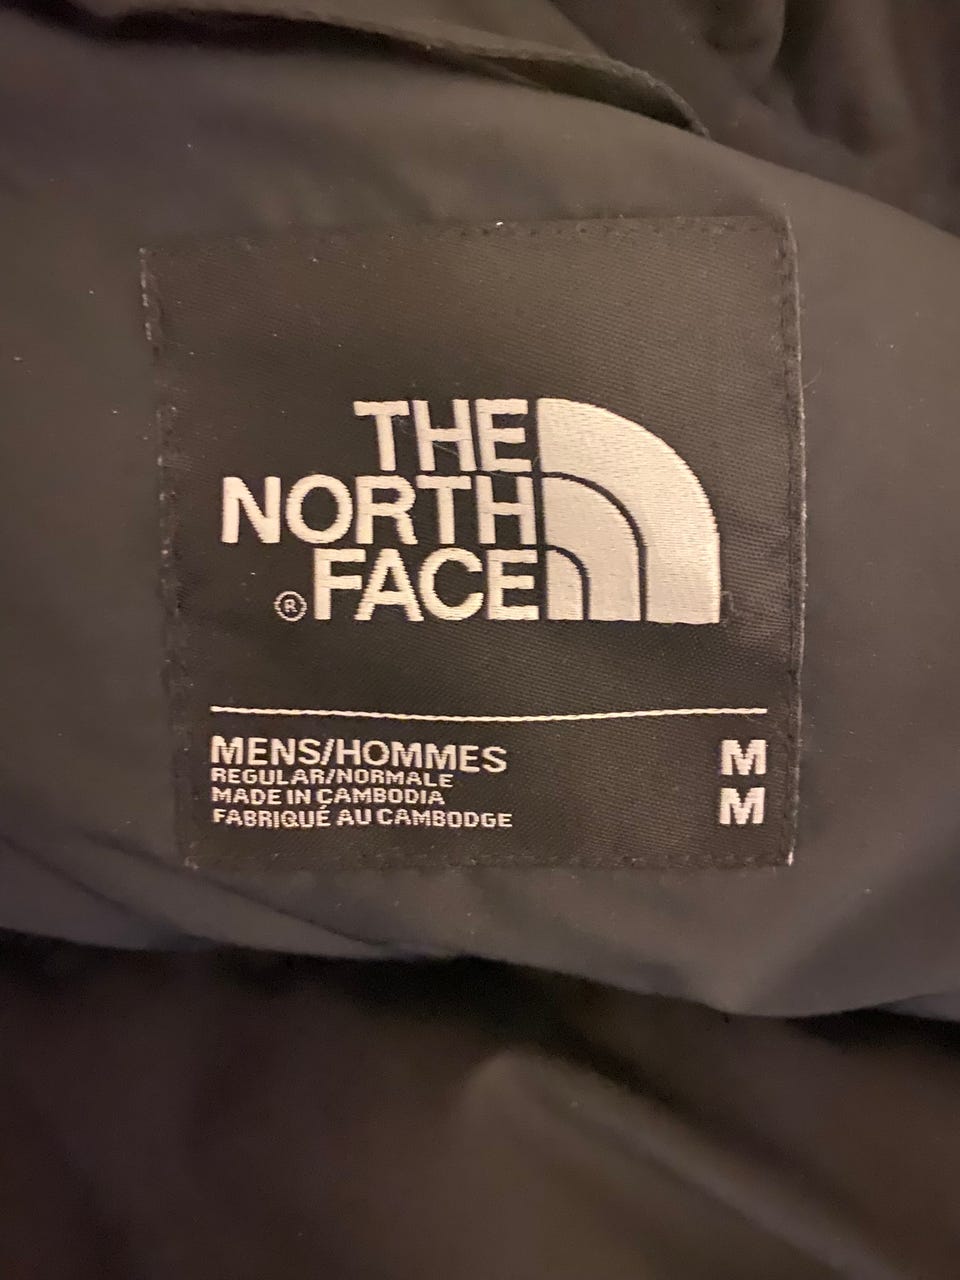 THE
NORTH
®FACE
MENS/HOMMES M
REGULAR/NORMALE
MADE IN CAMBODIA M
FABRIQUÉ AU CAMBODGE